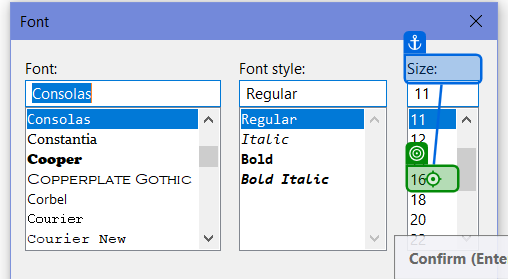 Font
Font: Font style: Size:
Consolas Regular 11
Consolas Regular 11
Constantia Italic 12
Cooper Bold
Copperplate Gothic Bold Italic 16
Corbel 18
Courier 20
Courier New 22
Confirm (Ente